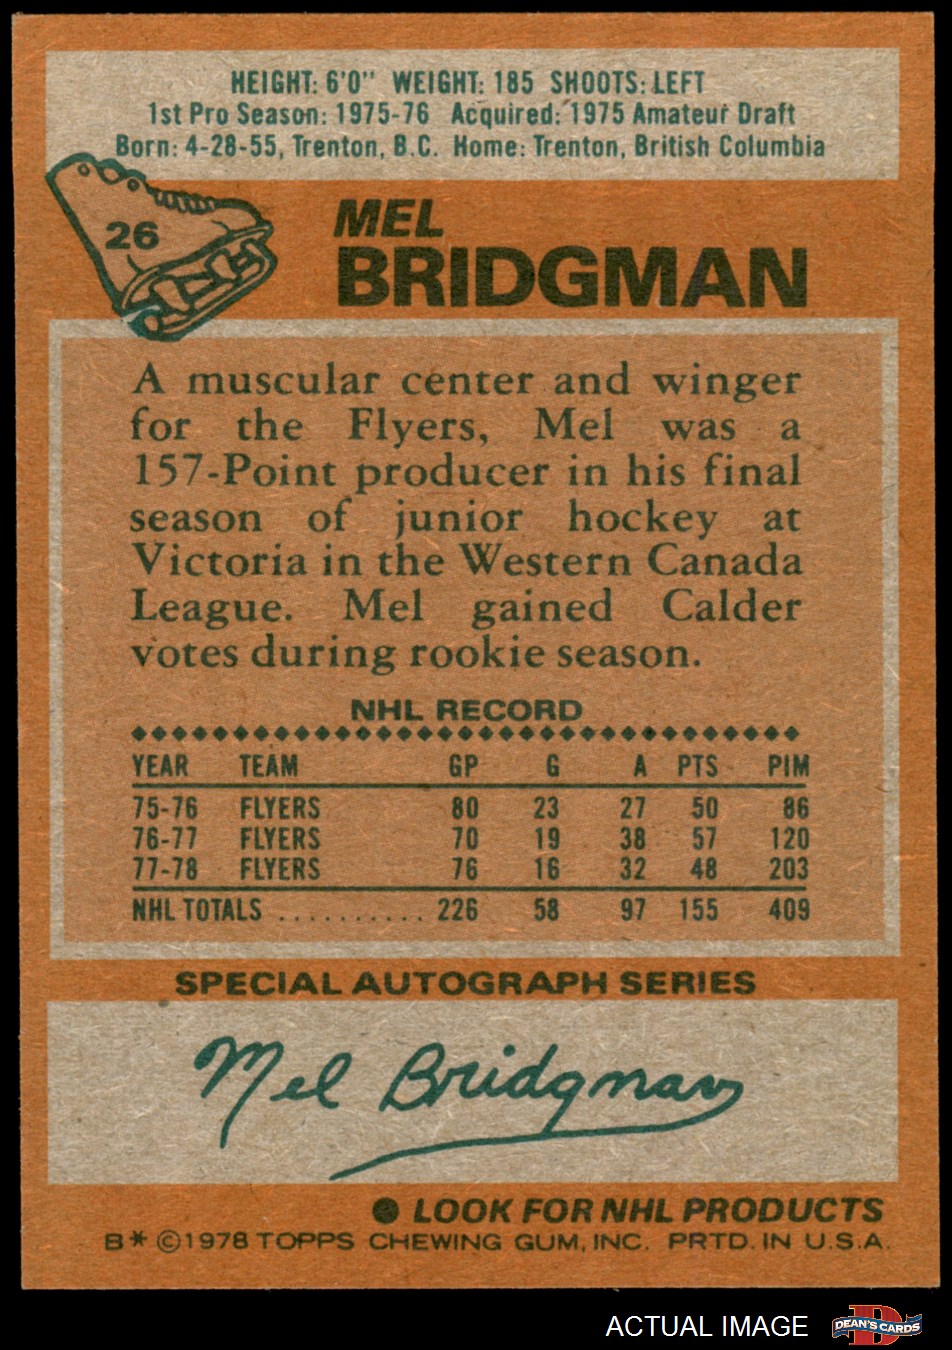 HEIGHT: 6'0" WEIGHT: 185 SHOOTS: LEFT
1st Pro Season: 1975-76 Acquired: 1975 Amateur Draft
Born: 4-28-55, Trenton, B.C. Home: Trenton, British Columbia
26
MEL
BRIDGMAN
A muscular center and winger
for the Flyers, Mel was a
157-Point producer in his final
season of junior hockey at
Victoria in the Western Canada
League. Mel gained Calder
votes during rookie season.
NHL RECORD
YEAR TEAM GP G A PTS PIM
75-76 FLYERS 80 23 27 50 86
76-77 FLYERS 70 19 38 57 120
77-78 FLYERS 76 16 32 48 203
NHL TOTALS .......... 226 58 97 155 409
SPECIAL AUTOGRAPH SERIES
Mel Bridgman
● LOOK FOR NHL PRODUCTS
B* ©1978 TOPPS CHEWING GUM, INC. PRTD. IN U.S.A.
ACTUAL IMAGE
D
DEAN'S CARDS